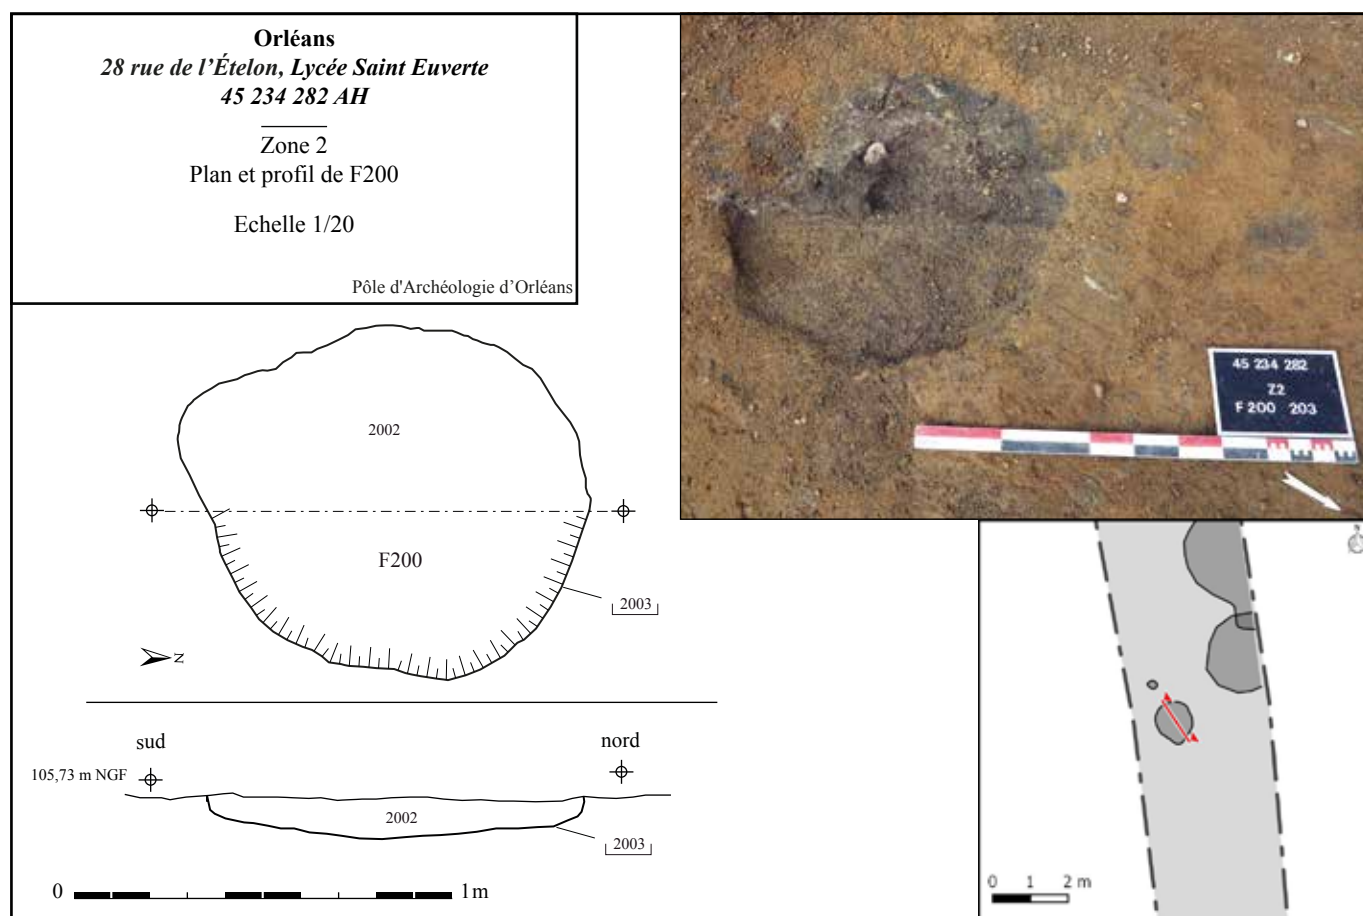 Orléans
28 rue de l’Ételon, Lycée Saint Euverte
45 234 282 AH
Zone 2
Plan et profil de F200
Echelle 1/20
Pôle d'Archéologie d’Orléans
45 234 282
Z2
F 200 203
2002
F200
2003
N
sud
nord
105,73 m NGF
2002
2003
0 1 m
0 1 2 m